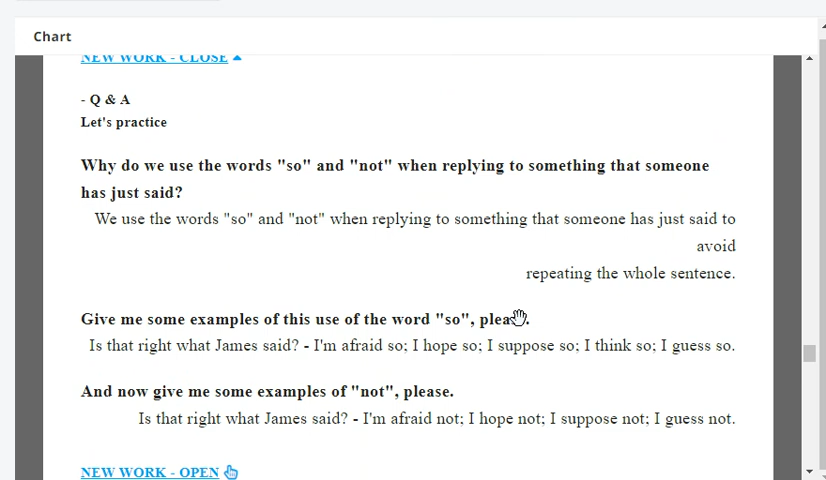 Chart
NEW WORK - CLOSE
- Q & A
Let's practice
Why do we use the words "so" and "not" when replying to something that someone
has just said?
We use the words "so" and "not" when replying to something that someone has just said to
avoid
repeating the whole sentence.
Give me some examples of this use of the word "so", please.
Is that right what James said? - I'm afraid so; I hope so; I suppose so; I think so; I guess so.
And now give me some examples of "not", please.
Is that right what James said? - I'm afraid not; I hope not; I suppose not; I guess not.
NEW WORK - OPEN